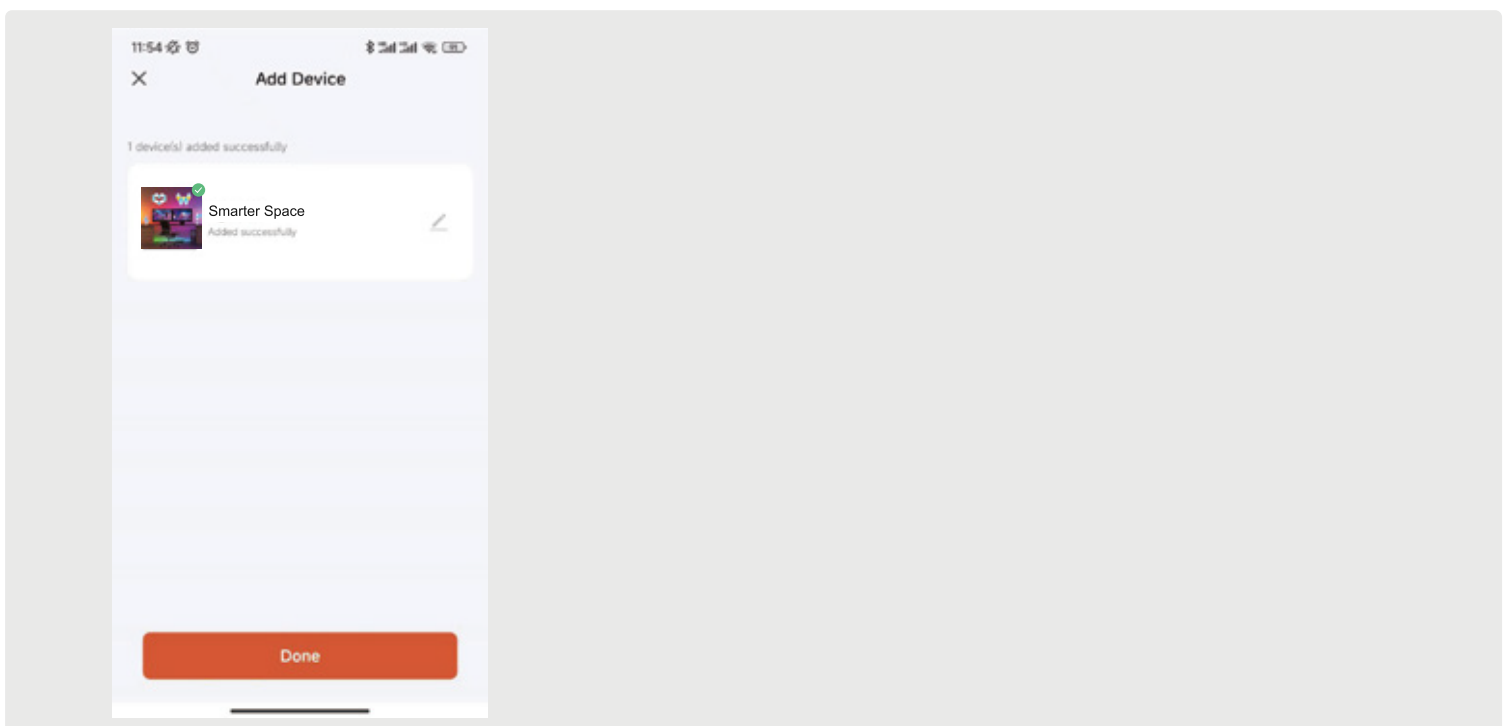 11:54
Add Device
1 device(s) added successfully
Smarter Space
Added successfully
Done